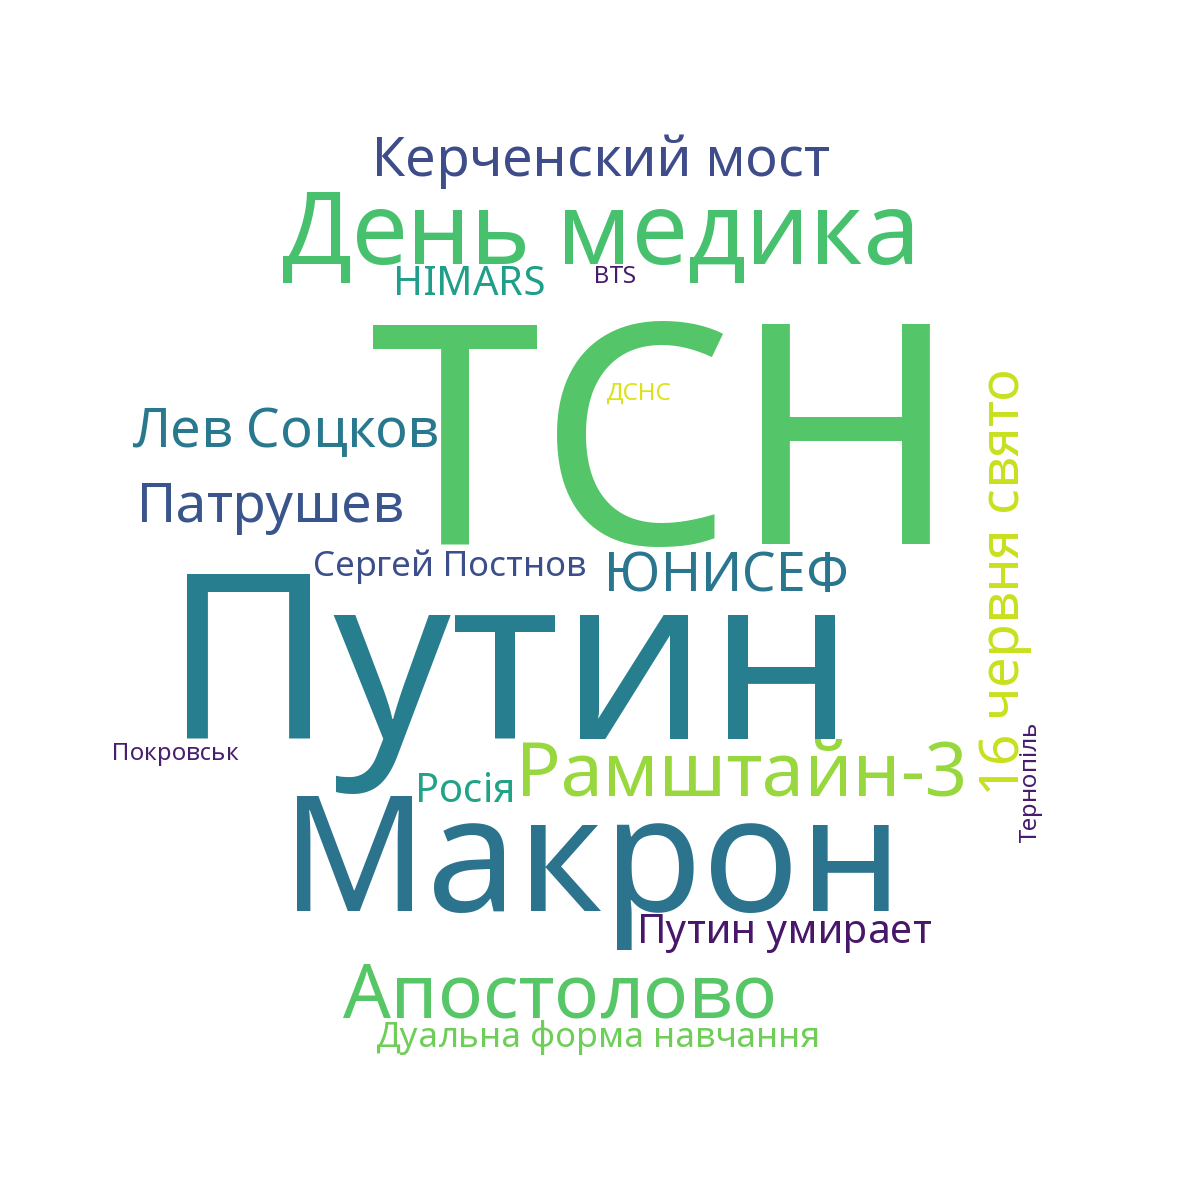 Керченский мост
День медика
HIMARS
BTS
ТСН
ДСНС
Лев Соцков
16 червня свято
Патрушев
Сергей Постнов
ЮНИСЕФ
Путин
Покровськ
Рамштайн-3
Тернопіль
Росія
Макрон
Путин умирает
Апостолово
Дуальна форма навчання